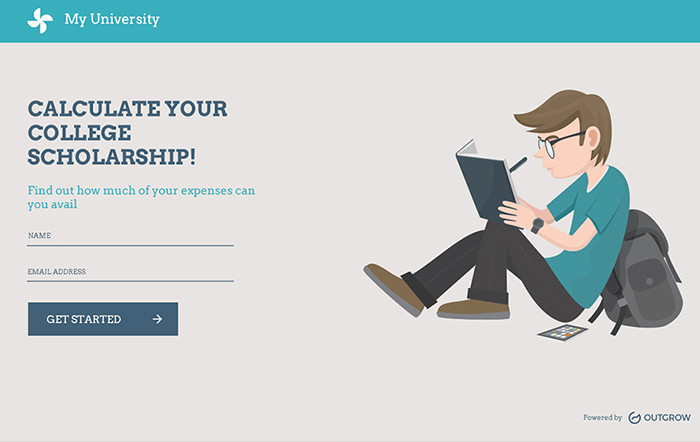 My University
CALCULATE YOUR
COLLEGE
SCHOLARSHIP!
Find out how much of your expenses can
you avail
NAME
EMAIL ADDRESS
GET STARTED
Powered by OUTGROW